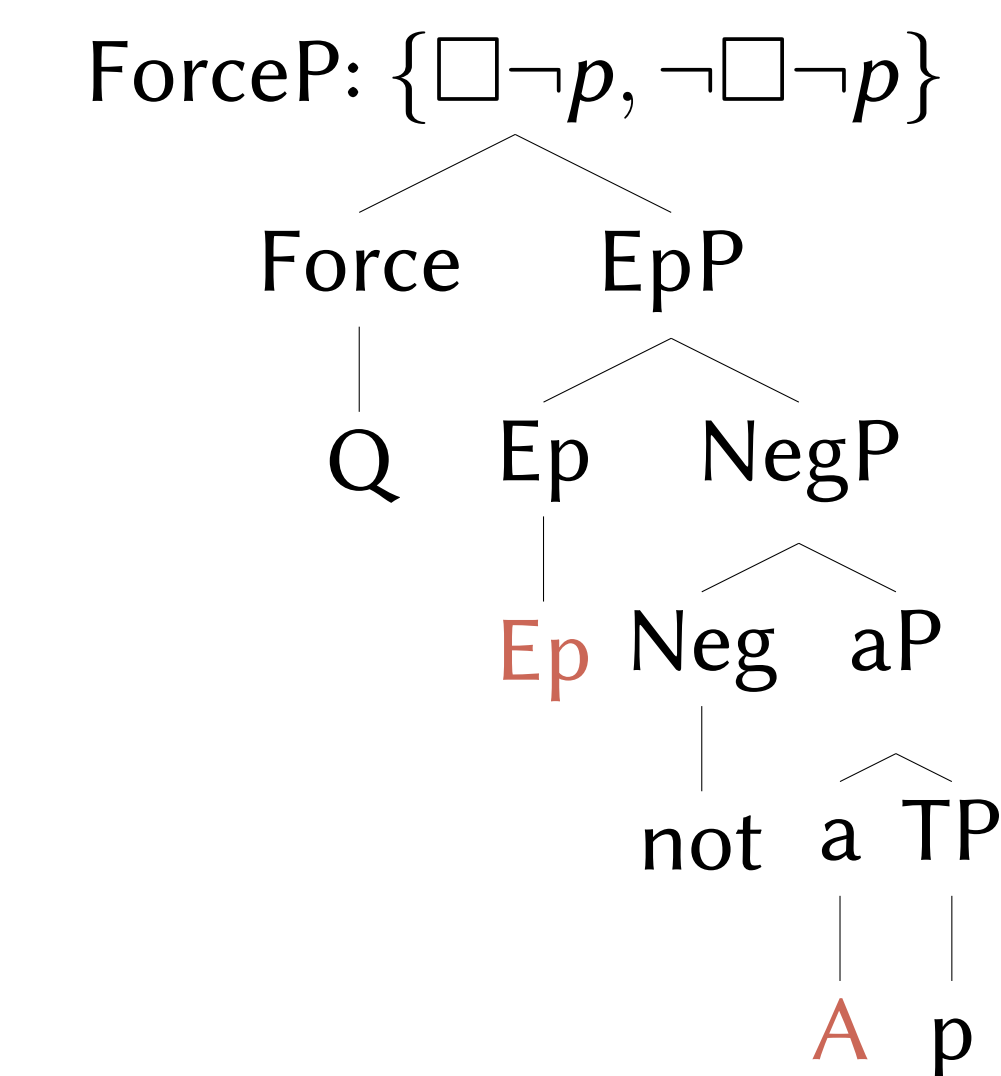 ForceP: {□¬p, ¬□¬p}
Force EpP
Q Ep NegP
Ep Neg aP
not a TP
A p